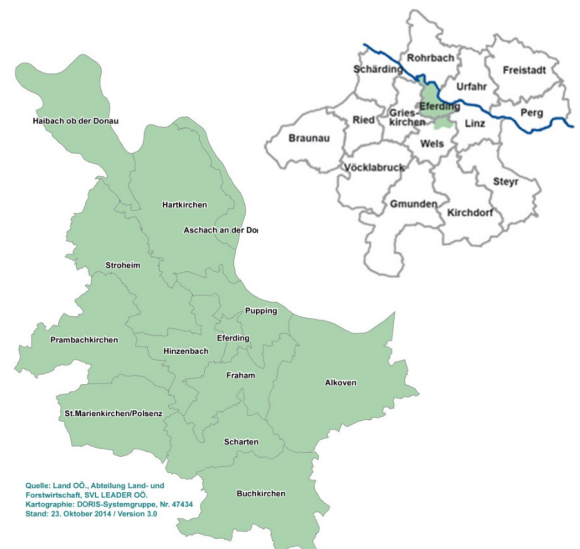 Haibach ob der Donau
Hartkirchen
Aschach an der Do
Stroheim
Pupping
Prambachkirchen
Eferding
Hinzenbach
Fraham
Alkoven
St.Marienkirchen/Polsenz
Scharten
Buchkirchen
Rohrbach
Schärding
Freistadt
Urfahr
Eferding
Perg
Ried
Gries-
kirchen
Linz
Braunau
Wels
Vöcklabruck
Steyr
Gmunden
Kirchdorf
Quelle: Land OÖ., Abteilung Land- und
Forstwirtschaft, SVL LEADER OÖ.
Kartographie: DORIS-Systemgruppe, Nr. 47434
Stand: 23. Oktober 2014 / Version 3.0